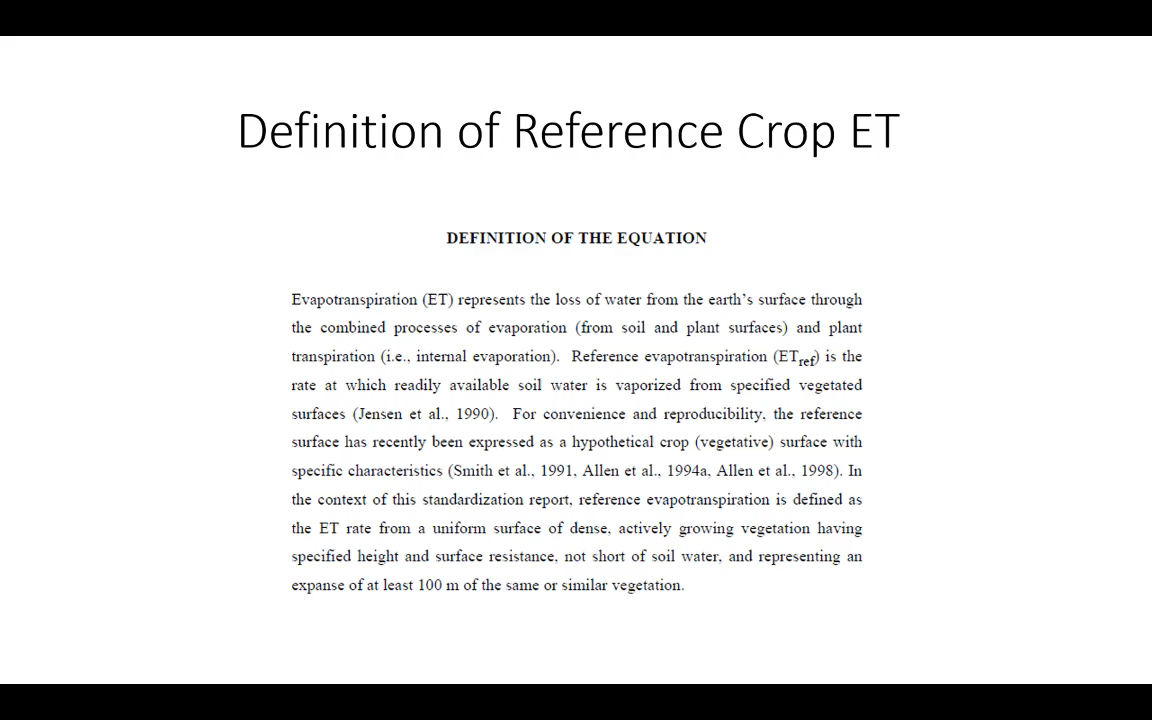 Definition of Reference Crop ET
DEFINITION OF THE EQUATION
Evapotranspiration (ET) represents the loss of water from the earth's surface through
the combined processes of evaporation (from soil and plant surfaces) and plant
transpiration (i.e., internal evaporation). Reference evapotranspiration (ETref) is the
rate at which readily available soil water is vaporized from specified vegetated
surfaces (Jensen et al., 1990). For convenience and reproducibility, the reference
surface has recently been expressed as a hypothetical crop (vegetative) surface with
specific characteristics (Smith et al., 1991, Allen et al., 1994a, Allen et al., 1998). In
the context of this standardization report, reference evapotranspiration is defined as
the ET rate from a uniform surface of dense, actively growing vegetation having
specified height and surface resistance, not short of soil water, and representing an
expanse of at least 100 m of the same or similar vegetation.